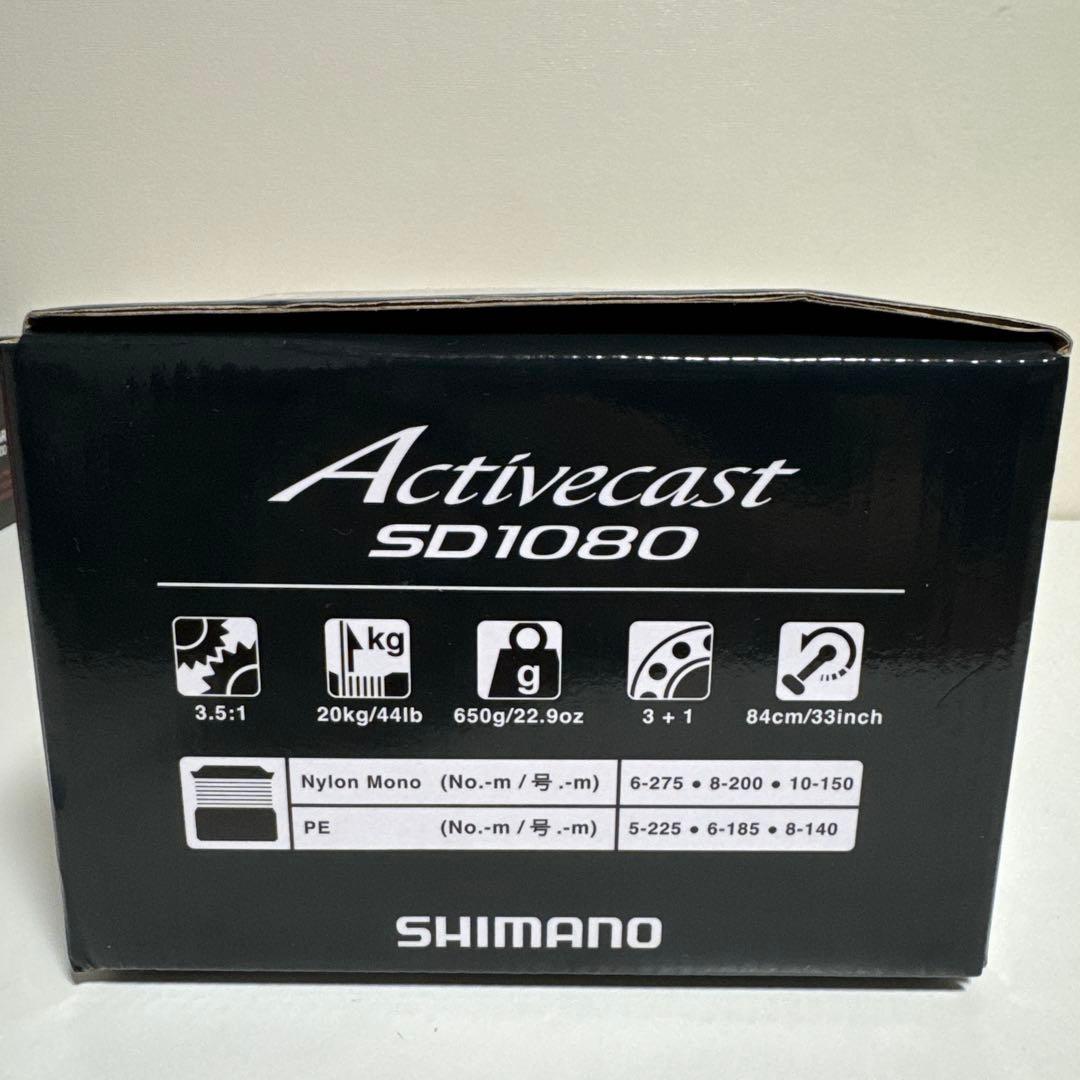 Activecast
SD1080
kg
g
3.5:1
20kg/44lb
650g/22.9oz
3 + 1
84cm/33inch
Nylon Mono (No.-m / 号.-m) 6-275 • 8-200 • 10-150
PE (No.-m / 号.-m) 5-225 • 6-185 • 8-140
SHIMANO